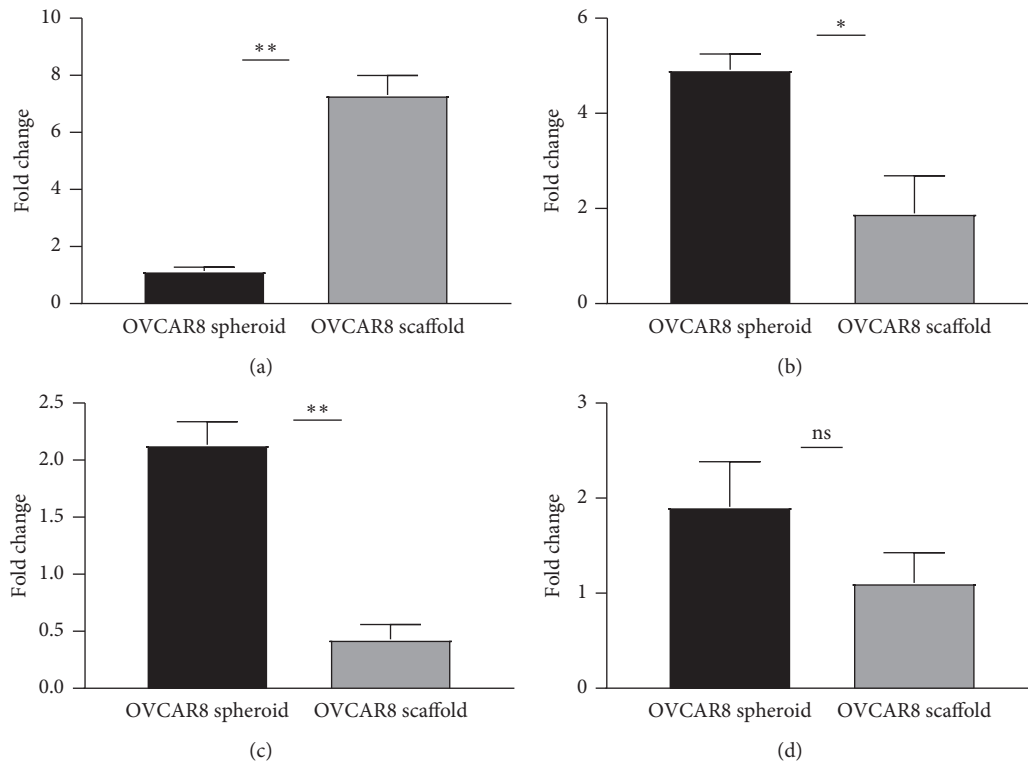 10
8
6
4
2
0
Fold change
**
OVCAR8 spheroid OVCAR8 scaffold
(a)
6
4
2
0
Fold change
*
OVCAR8 spheroid OVCAR8 scaffold
(b)
2.5
2.0
1.5
1.0
0.5
0.0
Fold change
**
OVCAR8 spheroid OVCAR8 scaffold
(c)
3
2
1
0
Fold change
ns
OVCAR8 spheroid OVCAR8 scaffold
(d)